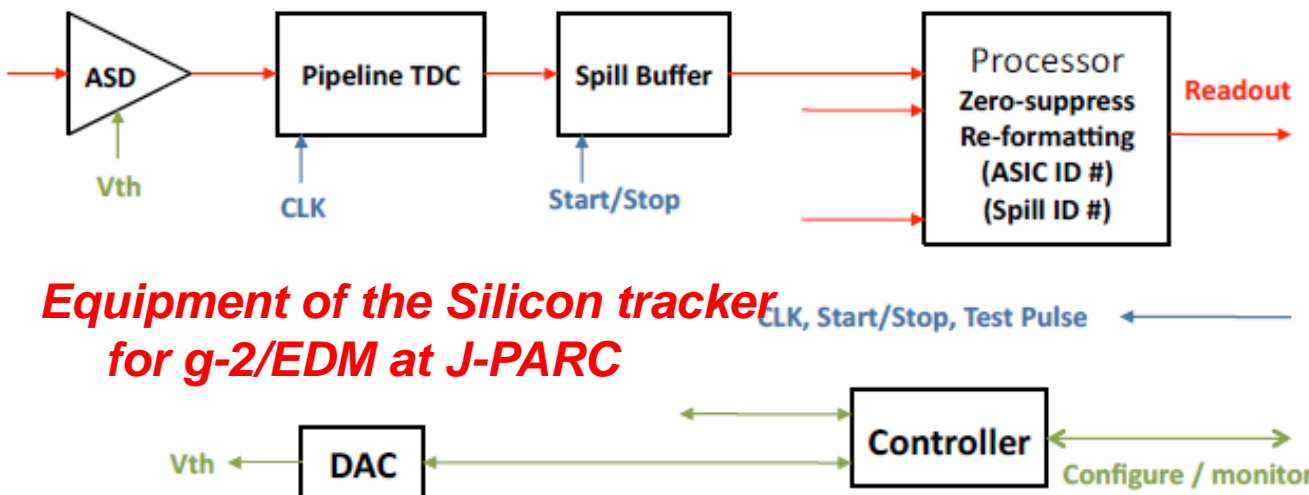 ASD
Pipeline TDC
Spill Buffer
Processor
Zero-suppress
Re-formatting
(ASIC ID #)
(Spill ID #)
Readout
Vth
CLK
Start/Stop
Equipment of the Silicon tracker
for g-2/EDM at J-PARC
CLK, Start/Stop, Test Pulse
Vth
DAC
Controller
Configure / monitor